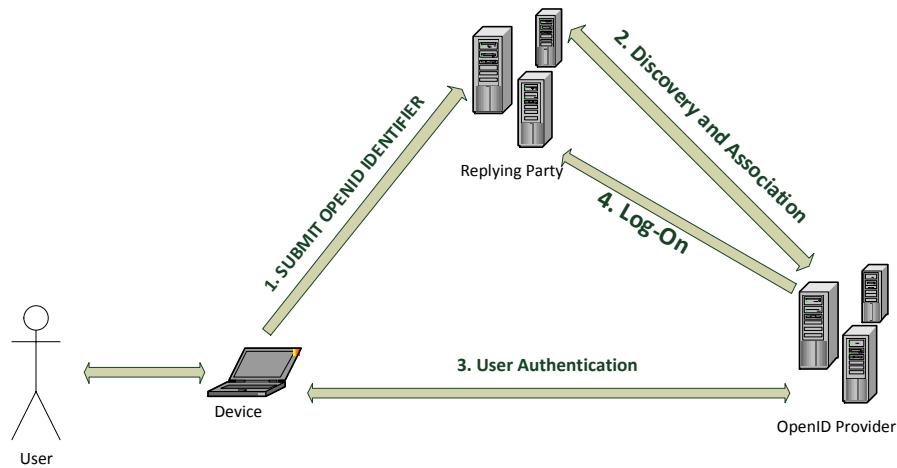 2. Discovery and Association
Replying Party
1. SUBMIT OPENID IDENTIFIER
4. Log-On
3. User Authentication
Device
OpenID Provider
User